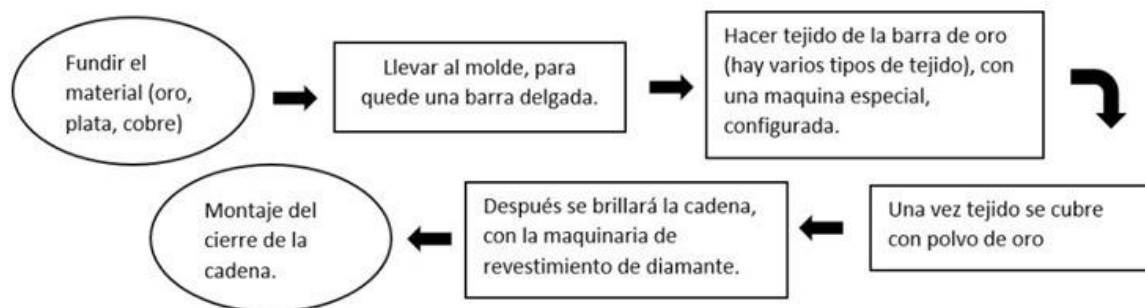 Fundir el
material (oro,
plata, cobre)
Llevar al molde, para
quede una barra delgada.
Hacer tejido de la barra de oro
(hay varios tipos de tejido), con
una maquina especial,
configurada.
Una vez tejido se cubre
con polvo de oro
Después se brillará la cadena,
con la maquinaria de
revestimiento de diamante.
Montaje del
cierre de la
cadena.